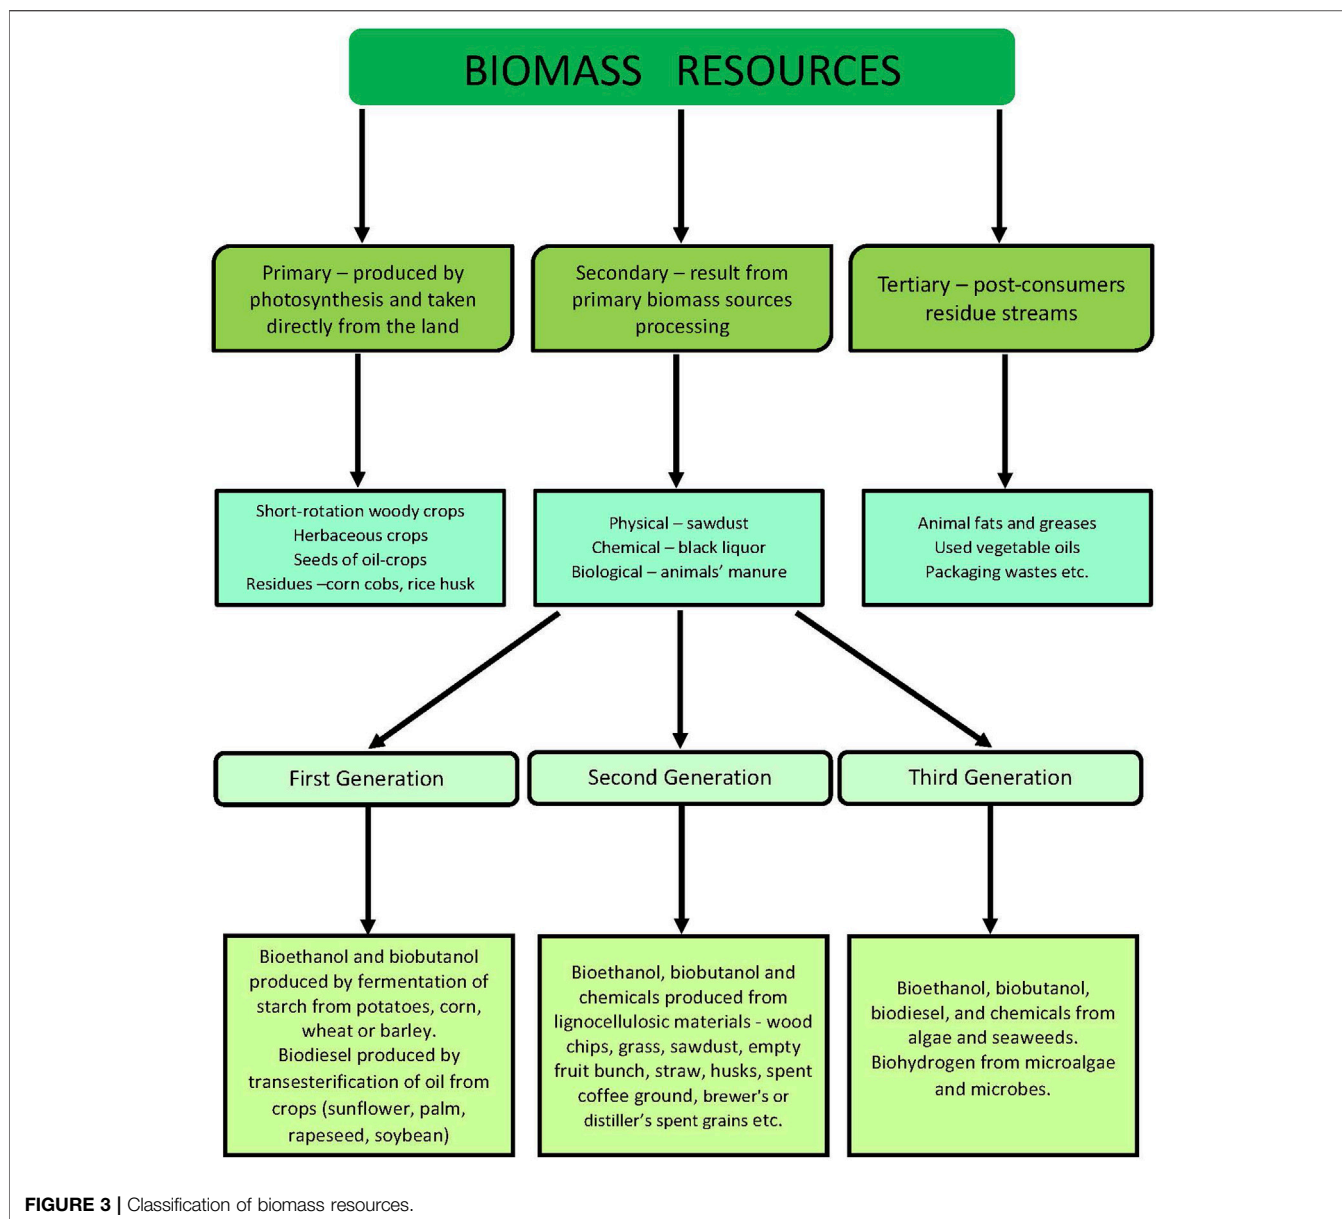 BIOMASS RESOURCES
Primary – produced by
photosynthesis and taken
directly from the land
Secondary – result from
primary biomass sources
processing
Tertiary – post-consumers
residue streams
Short-rotation woody crops
Herbaceous crops
Seeds of oil-crops
Residues –corn cobs, rice husk
Physical – sawdust
Chemical – black liquor
Biological – animals’ manure
Animal fats and greases
Used vegetable oils
Packaging wastes etc.
First Generation
Second Generation
Third Generation
Bioethanol and biobutanol
produced by fermentation of
starch from potatoes, corn,
wheat or barley.
Biodiesel produced by
transesterification of oil from
crops (sunflower, palm,
rapeseed, soybean)
Bioethanol, biobutanol and
chemicals produced from
lignocellulosic materials - wood
chips, grass, sawdust, empty
fruit bunch, straw, husks, spent
coffee ground, brewer's or
distiller’s spent grains etc.
Bioethanol, biobutanol,
biodiesel, and chemicals from
algae and seaweeds.
Biohydrogen from microalgae
and microbes.
FIGURE 3 | Classification of biomass resources.